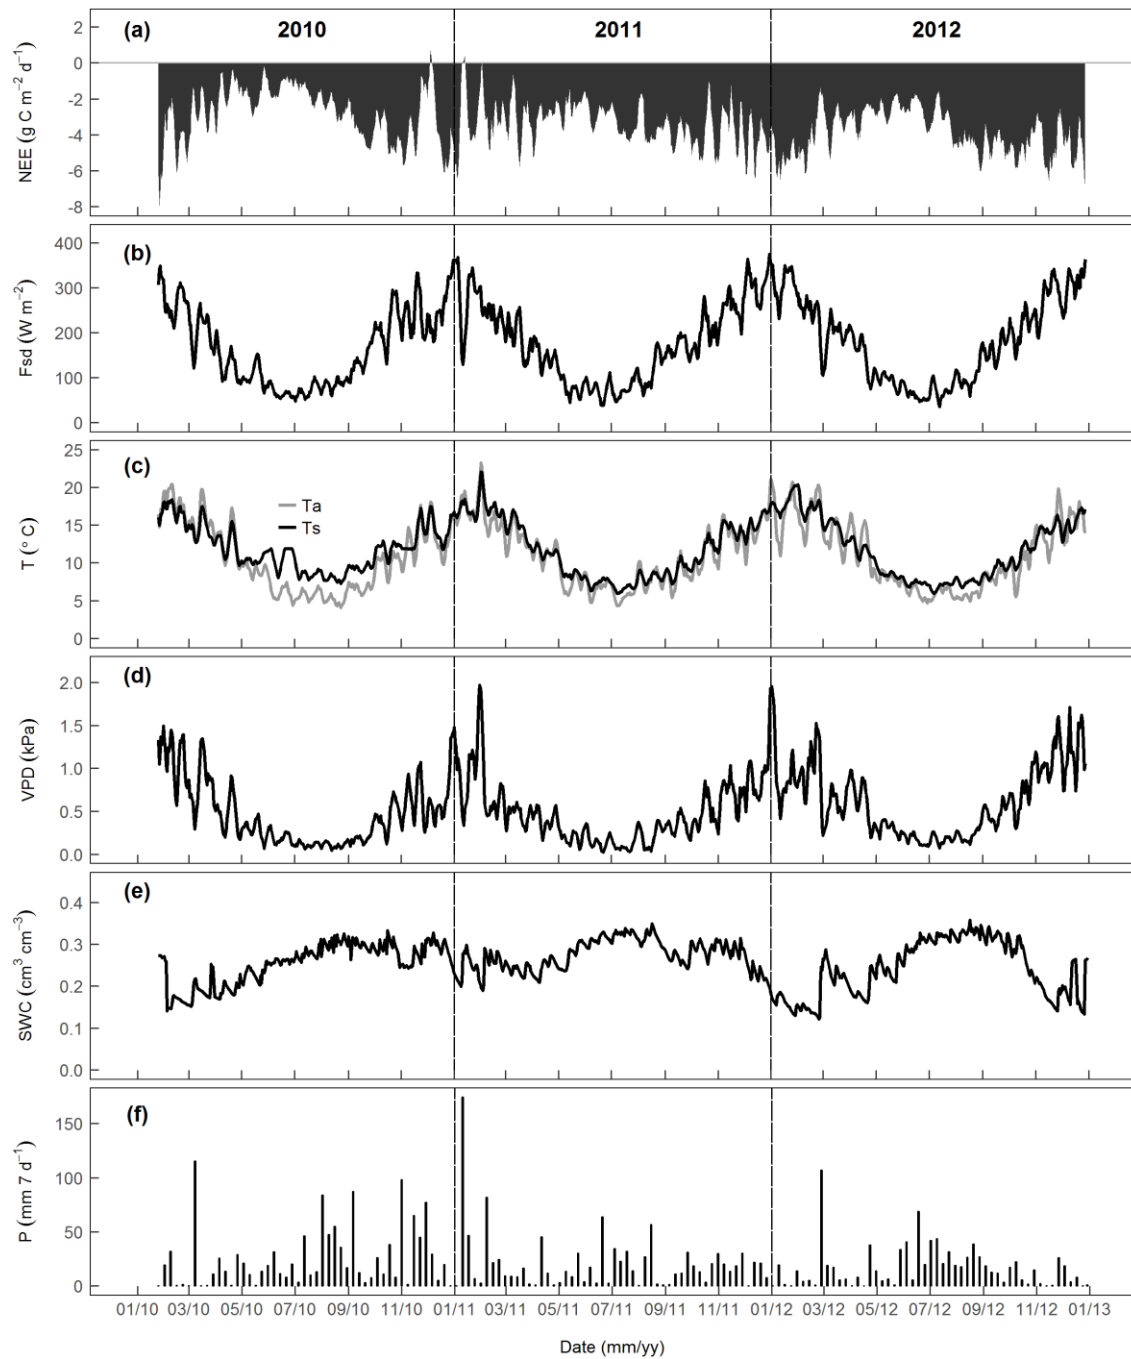 2010 2011 2012
(a)
NEE (g C m−2 d−1)
2
0
-2
-4
-6
-8
(b)
Fsd (W m−2)
400
300
200
100
0
(c)
T (° C)
25
20
15
10
5
0
Ta
Ts
(d)
VPD (kPa)
2.0
1.5
1.0
0.5
0.0
(e)
SWC (cm3 cm−3)
0.4
0.3
0.2
0.1
0.0
(f)
P (mm 7 d−1)
150
100
50
0
01/10 03/10 05/10 07/10 09/10 11/10 01/11 03/11 05/11 07/11 09/11 11/11 01/12 03/12 05/12 07/12 09/12 11/12 01/13
Date (mm/yy)